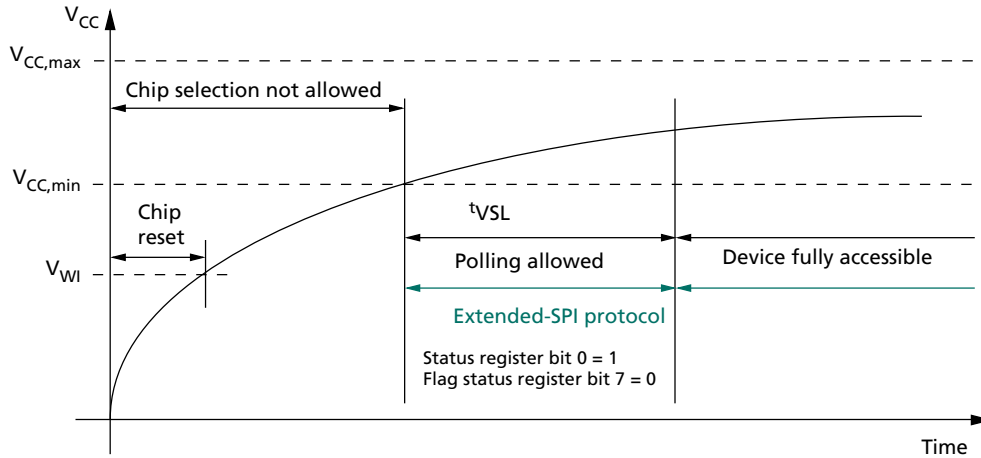 VCC
VCC,max
Chip selection not allowed
VCC,min
Chip
reset
tVSL
VWI
Polling allowed
Device fully accessible
Extended-SPI protocol
Status register bit 0 = 1
Flag status register bit 7 = 0
Time